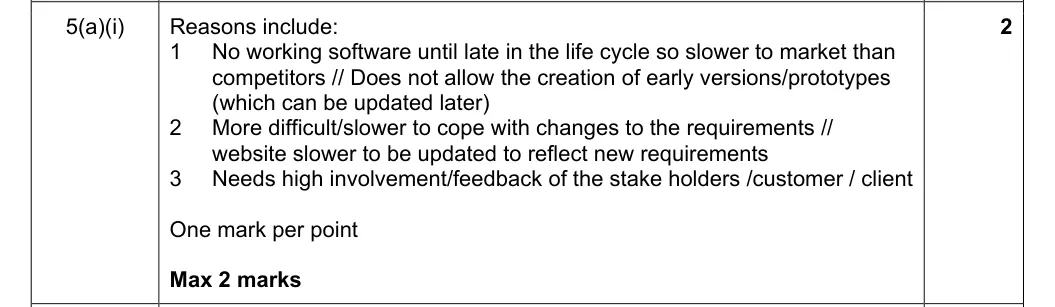 5(a)(i) Reasons include: 2
1 No working software until late in the life cycle so slower to market than
competitors // Does not allow the creation of early versions/prototypes
(which can be updated later)
2 More difficult/slower to cope with changes to the requirements //
website slower to be updated to reflect new requirements
3 Needs high involvement/feedback of the stake holders /customer / client
One mark per point
Max 2 marks